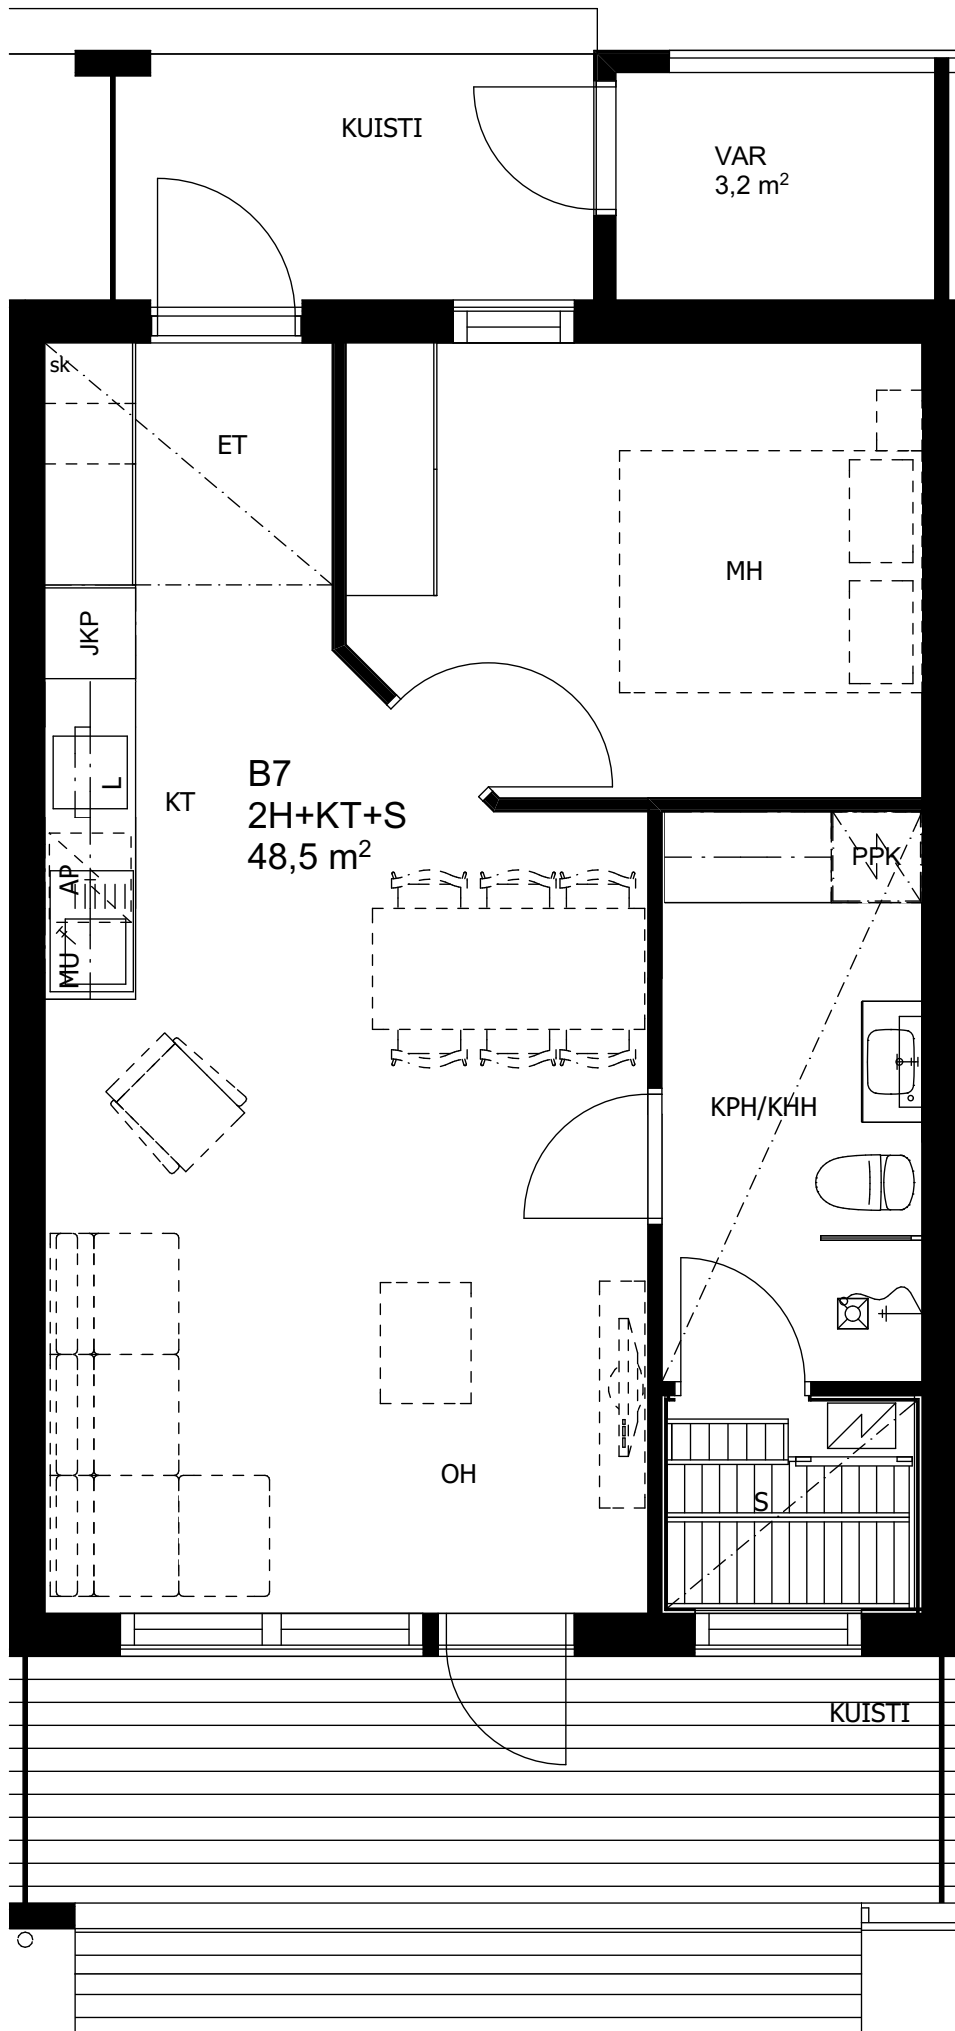 KUISTI
VAR
3,2 m²
sk
ET
JKP
MH
L
KT
B7
2H+KT+S
48,5 m²
AP
PPK
MU
KPH/KHH
OH
S
KUISTI